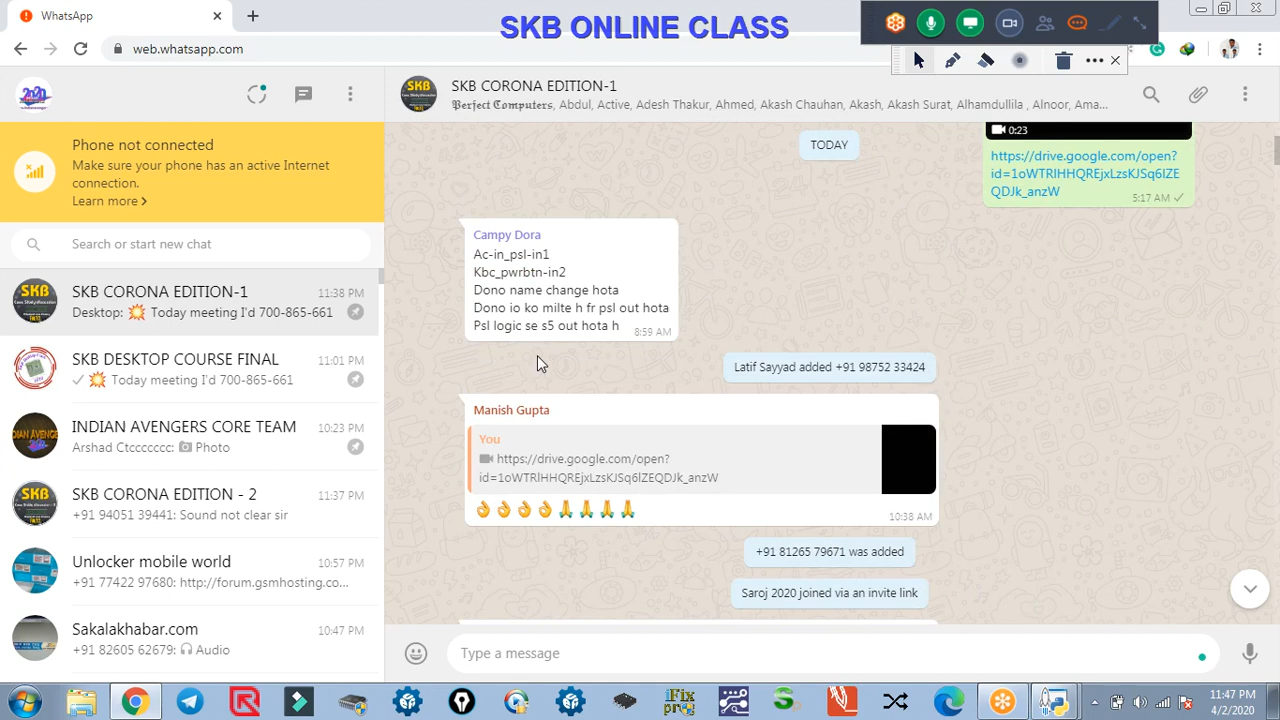 WhatsApp
SKB ONLINE CLASS
web.whatsapp.com
Phone not connected
Make sure your phone has an active Internet
connection.
Learn more
Search or start new chat
SKB CORONA EDITION-1
11:38 PM
Desktop: 💥 Today meeting I'd 700-865-661
SKB DESKTOP COURSE FINAL
11:01 PM
💥 Today meeting I'd 700-865-661
INDIAN AVENGERS CORE TEAM
10:23 PM
Arshad Ctcccccccc: Photo
SKB CORONA EDITION - 2
11:37 PM
+91 94051 39441: Sound not clear sir
Unlocker mobile world
10:57 PM
+91 77422 97680: http://forum.gsmhosting.co...
Sakalakhabar.com
10:47 PM
+91 82605 62679: Audio
SKB CORONA EDITION-1
Computers, Abdul, Active, Adesh Thakur, Ahmed, Akash Chauhan, Akash, Akash Surat, Alhamdullila , Alnoor, Ama...
0:23
https://drive.google.com/open?
id=1oWTRlHHQREjxLzsKJSq6lZE
QDJk_anzW
5:17 AM
TODAY
Campy Dora
Ac-in_psl-in1
Kbc_pwrbtn-in2
Dono name change hota
Dono io ko milte h fr psl out hota
Psl logic se s5 out hota h
8:59 AM
Latif Sayyad added +91 98752 33424
Manish Gupta
You
https://drive.google.com/open?
id=1oWTRlHHQREjxLzsKJSq6lZEQDJk_anzW
👌👌👌👌🙏🙏🙏🙏
10:38 AM
+91 81265 79671 was added
Saroj 2020 joined via an invite link
Type a message
11:47 PM
4/2/2020